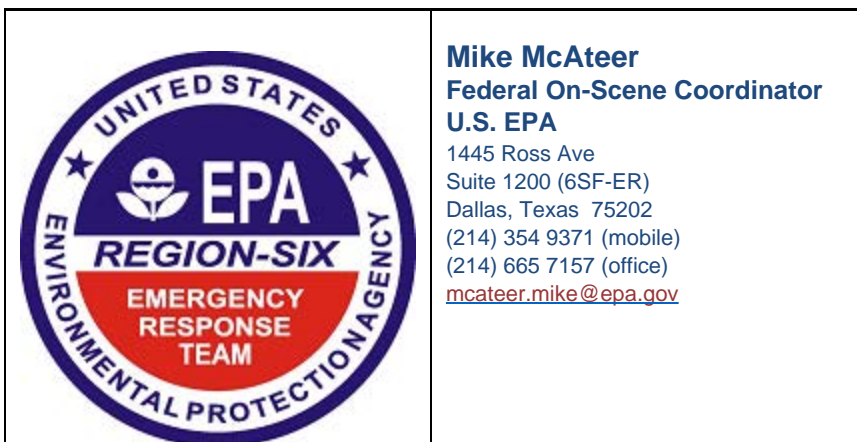 UNITED STATES
EPA
REGION-SIX
EMERGENCY
RESPONSE
TEAM
ENVIRONMENTAL PROTECTION AGENCY
Mike McAteer
Federal On-Scene Coordinator
U.S. EPA
1445 Ross Ave
Suite 1200 (6SF-ER)
Dallas, Texas  75202
(214) 354 9371 (mobile)
(214) 665 7157 (office)
mcateer.mike@epa.gov